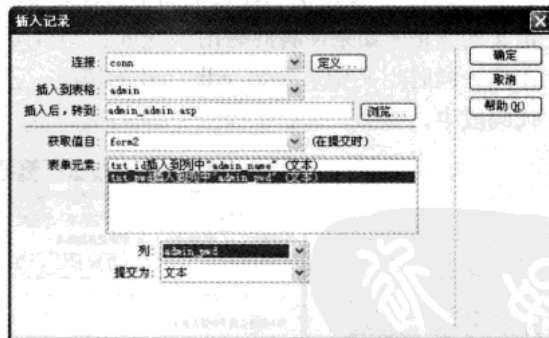 插入记录
连接: conn 定义... 确定
插入到表格: admin 取消
插入后，转到: admin_admin.asp 浏览... 帮助(H)
获取值自: form2 (在提交时)
表单元素: txt_id插入到列中"admin_name" (文本)
txt_pwd插入到列中"admin_pwd" (文本)
列: admin_pwd
提交为: 文本